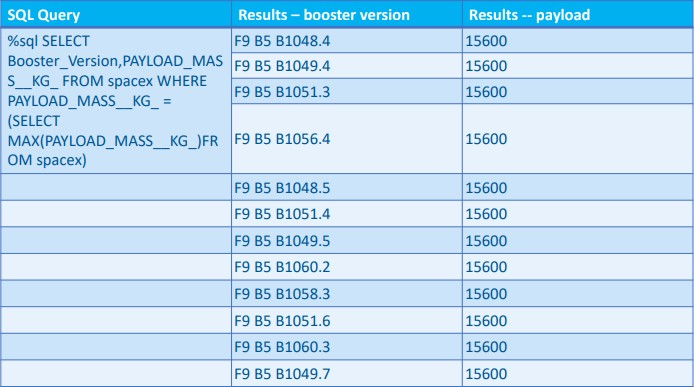 SQL Query Results – booster version Results -- payload
%sql SELECT
Booster_Version,PAYLOAD_MAS
S__KG_ FROM spacex WHERE
PAYLOAD_MASS__KG_ =
(SELECT
MAX(PAYLOAD_MASS__KG_)FR
OM spacex)
F9 B5 B1048.4 15600
F9 B5 B1049.4 15600
F9 B5 B1051.3 15600
F9 B5 B1056.4 15600
F9 B5 B1048.5 15600
F9 B5 B1051.4 15600
F9 B5 B1049.5 15600
F9 B5 B1060.2 15600
F9 B5 B1058.3 15600
F9 B5 B1051.6 15600
F9 B5 B1060.3 15600
F9 B5 B1049.7 15600